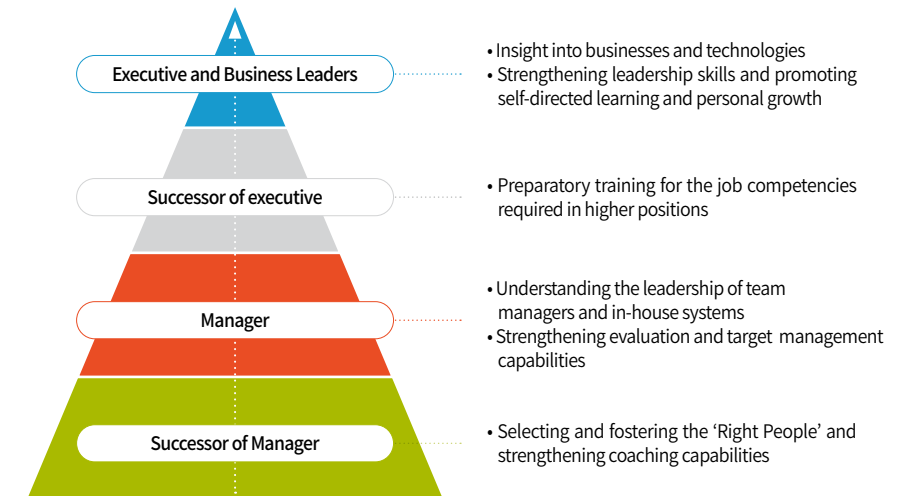 Executive and Business Leaders
• Insight into businesses and technologies
• Strengthening leadership skills and promoting
self-directed learning and personal growth
Successor of executive
• Preparatory training for the job competencies
required in higher positions
Manager
• Understanding the leadership of team
managers and in-house systems
• Strengthening evaluation and target management
capabilities
Successor of Manager
• Selecting and fostering the ‘Right People’ and
strengthening coaching capabilities